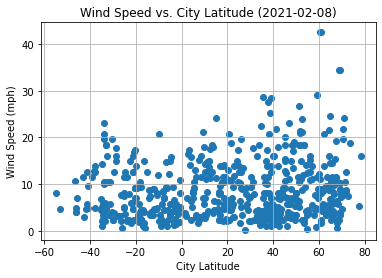 Wind Speed vs. City Latitude (2021-02-08)
Wind Speed (mph)
40
30
20
10
0
−60 −40 −20 0 20 40 60 80
City Latitude